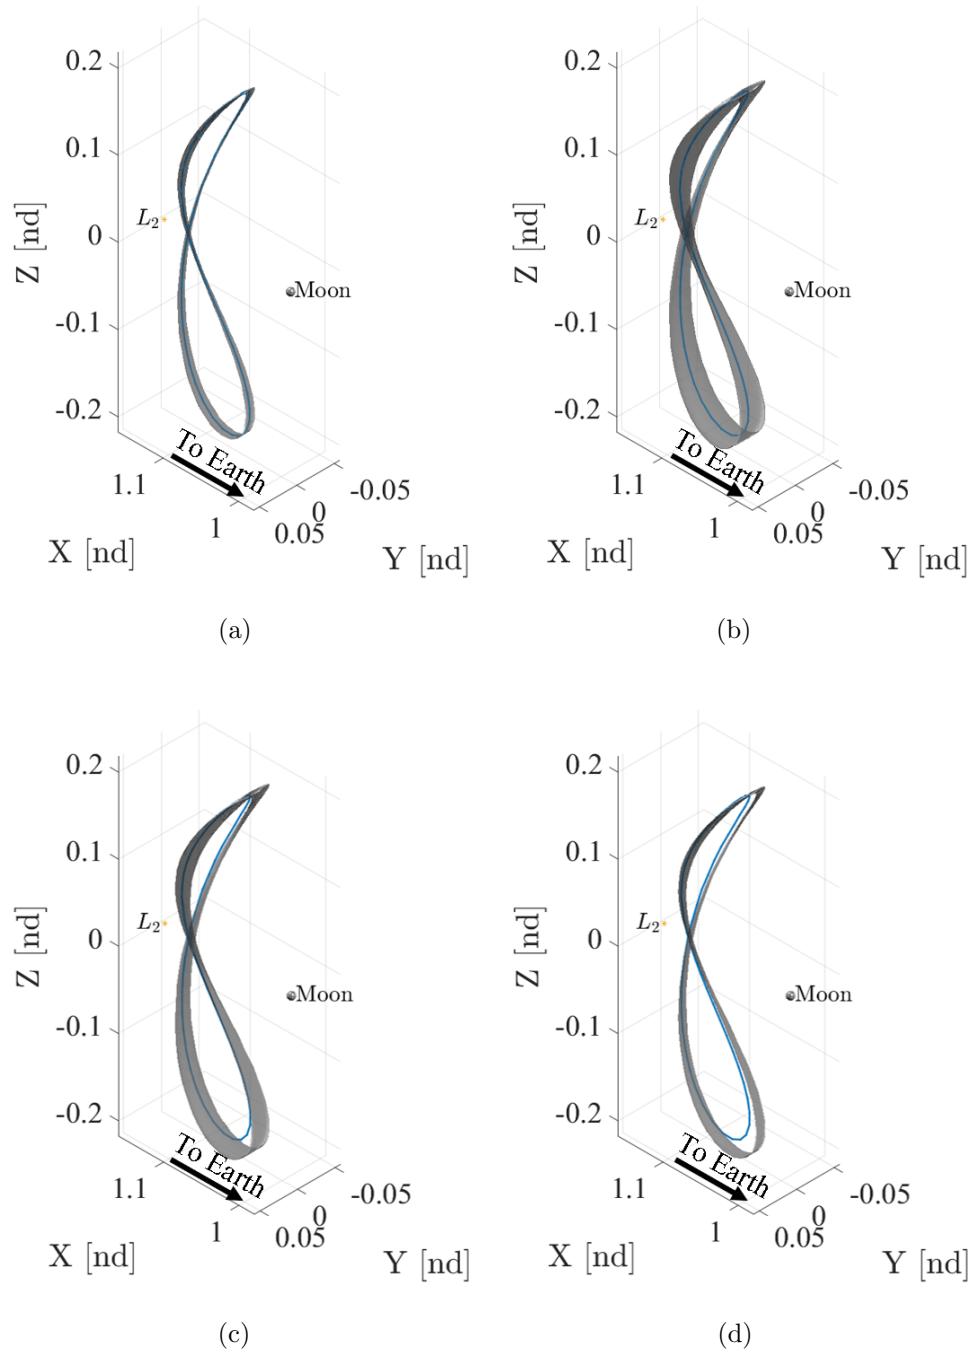 0.2
0.1
0
-0.1
-0.2
Z [nd]
L2
Moon
To Earth
1.1
1
X [nd]
-0.05
0
0.05
Y [nd]
(a)
0.2
0.1
0
-0.1
-0.2
Z [nd]
L2
Moon
To Earth
1.1
1
X [nd]
-0.05
0
0.05
Y [nd]
(b)
0.2
0.1
0
-0.1
-0.2
Z [nd]
L2
Moon
To Earth
1.1
1
X [nd]
-0.05
0
0.05
Y [nd]
(c)
0.2
0.1
0
-0.1
-0.2
Z [nd]
L2
Moon
To Earth
1.1
1
X [nd]
-0.05
0
0.05
Y [nd]
(d)